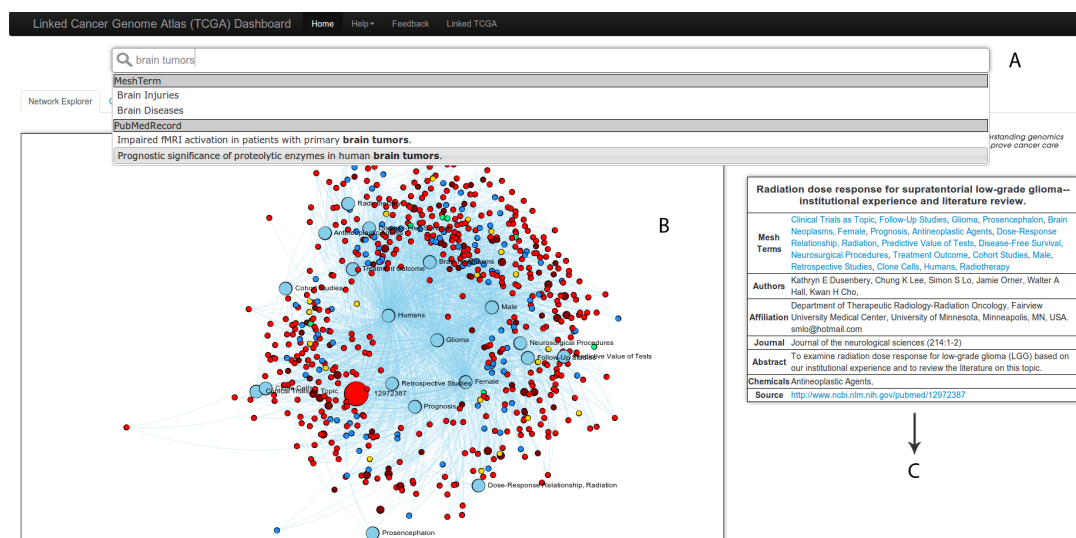 Linked Cancer Genome Atlas (TCGA) Dashboard Home Help Feedback Linked TCGA
brain tumors
A
MeshTerm
Brain Injuries
Brain Diseases
PubMedRecord
Impaired fMRI activation in patients with primary brain tumors.
Prognostic significance of proteolytic enzymes in human brain tumors.
Network Explorer
genomics
prove cancer care
B
Treatment Outcome
Cohort Studies
Male
Humans
Glioma
Neurosurgical Procedures
Follow-Up Studies
Predictive Value of Tests
Retrospective Studies
Female
12972387
Prognosis
Dose-Response Relationship, Radiation
Prosencephalon
Radiation dose response for supratentorial low-grade glioma--
institutional experience and literature review.
Mesh Terms
Clinical Trials as Topic, Follow-Up Studies, Glioma, Prosencephalon, Brain
Neoplasms, Female, Prognosis, Antineoplastic Agents, Dose-Response
Relationship, Radiation, Predictive Value of Tests, Disease-Free Survival,
Neurosurgical Procedures, Treatment Outcome, Cohort Studies, Male,
Retrospective Studies, Clone Cells, Humans, Radiotherapy
Authors Kathryn E Dusenbery, Chung K Lee, Simon S Lo, Jamie Orner, Walter A
Hall, Kwan H Cho,
Department of Therapeutic Radiology-Radiation Oncology, Fairview
Affiliation University Medical Center, University of Minnesota, Minneapolis, MN, USA.
smlo@hotmail.com
Journal Journal of the neurological sciences (214:1-2)
Abstract To examine radiation dose response for low-grade glioma (LGG) based on
our institutional experience and to review the literature on this topic.
Chemicals Antineoplastic Agents,
Source http://www.ncbi.nlm.nih.gov/pubmed/12972387
C